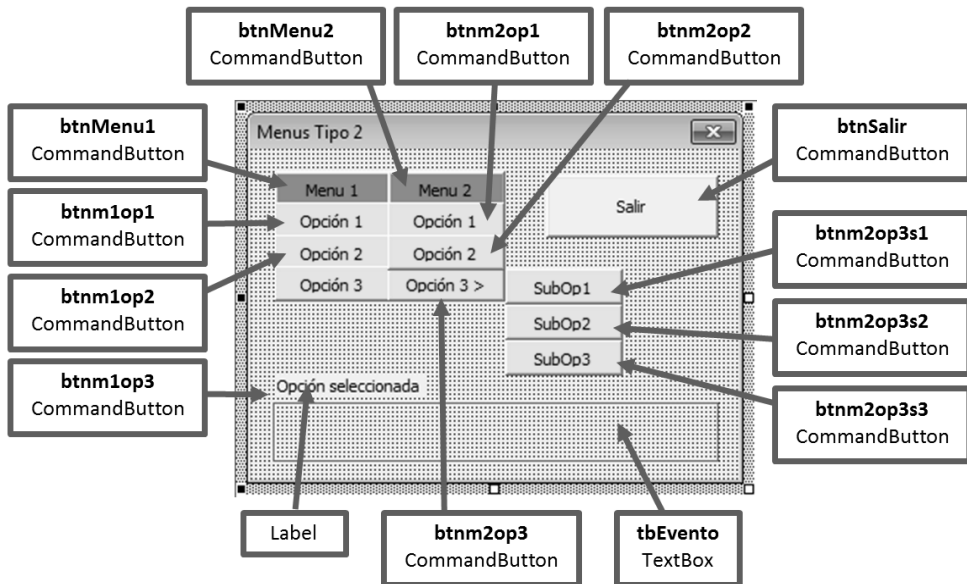 btnMenu2
CommandButton
btnm2op1
CommandButton
btnm2op2
CommandButton
btnMenu1
CommandButton
btnm1op1
CommandButton
btnm1op2
CommandButton
btnm1op3
CommandButton
Menus Tipo 2
Menu 1
Menu 2
Salir
Opción 1
Opción 1
Opción 2
Opción 2
Opción 3
Opción 3 >
SubOp1
SubOp2
SubOp3
Opción seleccionada
btnSalir
CommandButton
btnm2op3s1
CommandButton
btnm2op3s2
CommandButton
btnm2op3s3
CommandButton
Label
btnm2op3
CommandButton
tbEvento
TextBox